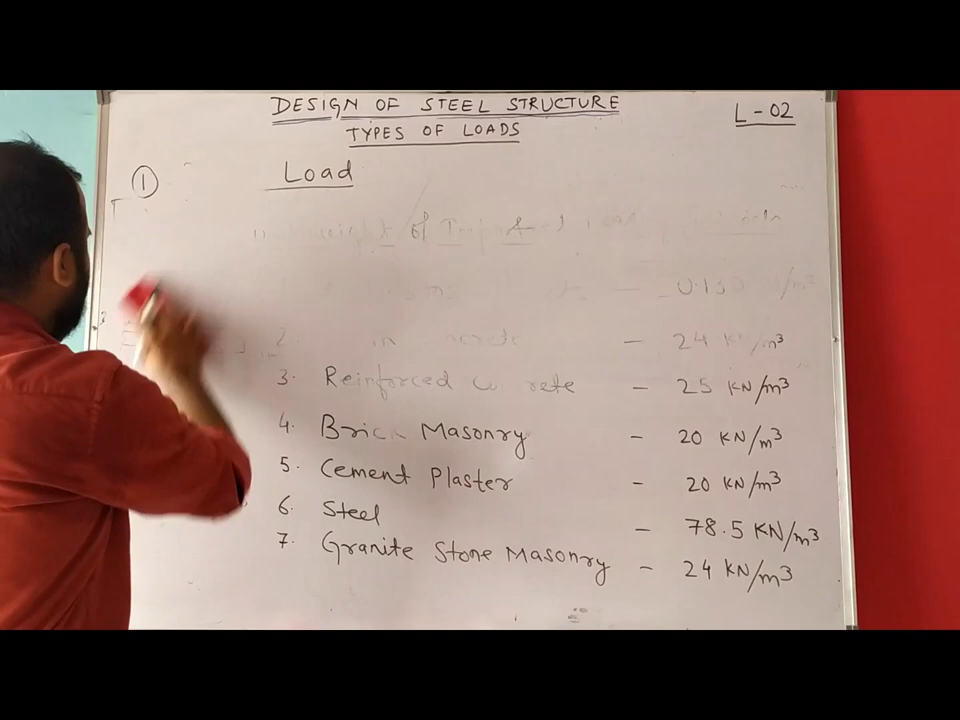 DESIGN OF STEEL STRUCTURE
L - 02
TYPES OF LOADS
1 Load
of
2. - 24 KN/m³
3. Reinforced - 25 KN/m³
4. Brick Masonry - 20 KN/m³
5. Cement Plaster - 20 KN/m³
6. Steel - 78.5 KN/m³
7. Granite Stone Masonry - 24 KN/m³